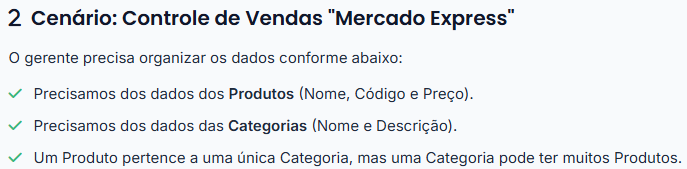 2 Cenário: Controle de Vendas "Mercado Express"
O gerente precisa organizar os dados conforme abaixo:
Precisamos dos dados dos Produtos (Nome, Código e Preço).
Precisamos dos dados das Categorias (Nome e Descrição).
Um Produto pertence a uma única Categoria, mas uma Categoria pode ter muitos Produtos.